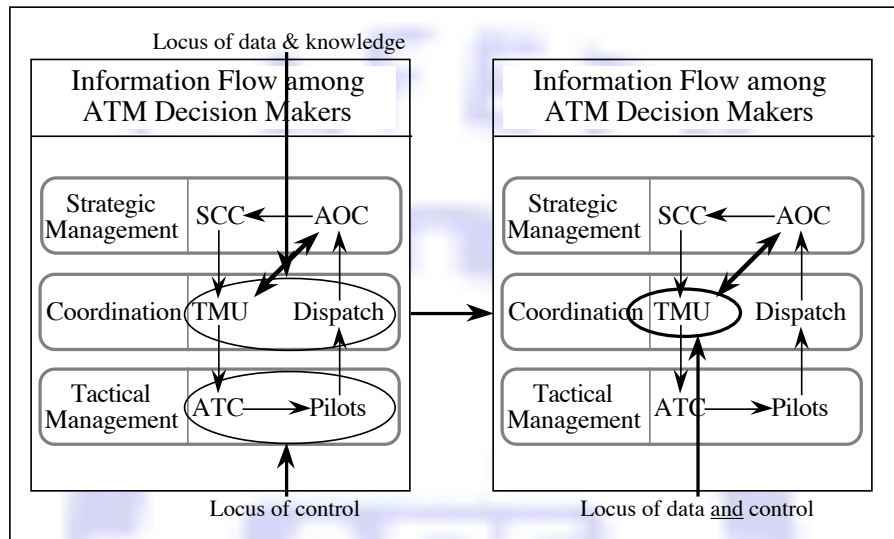 Locus of data & knowledge
Information Flow among
ATM Decision Makers
Strategic
Management
SCC
AOC
Coordination
TMU
Dispatch
Tactical
Management
ATC
Pilots
Locus of control
Information Flow among
ATM Decision Makers
Strategic
Management
SCC
AOC
Coordination
TMU
Dispatch
Tactical
Management
ATC
Pilots
Locus of data and control